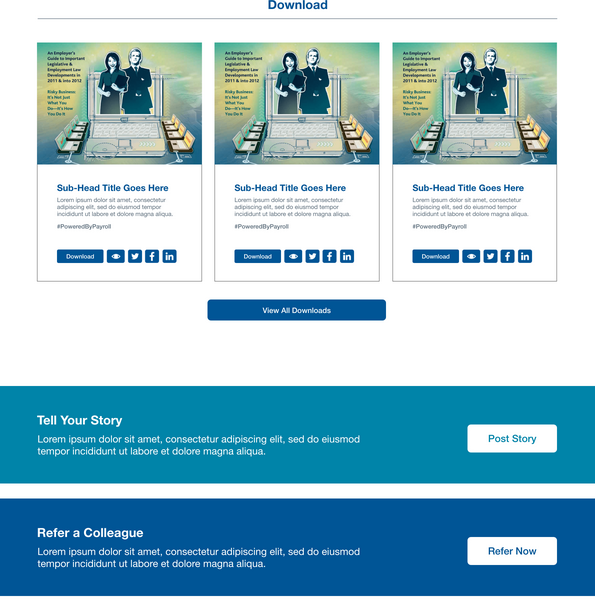 Download
An Employer's
Guide to Important
Legislative &
Employment Law
Developments in
2011 & into 2012
Risky Business:
It's Not Just
What You
Do—It's How
You Do It
An Employer's
Guide to Important
Legislative &
Employment Law
Developments in
2011 & into 2012
Risky Business:
It's Not Just
What You
Do—It's How
You Do It
An Employer's
Guide to Important
Legislative &
Employment Law
Developments in
2011 & into 2012
Risky Business:
It's Not Just
What You
Do—It's How
You Do It
Sub-Head Title Goes Here
Lorem ipsum dolor sit amet, consectetur
adipiscing elit, sed do eiusmod tempor
incididunt ut labore et dolore magna aliqua.
#PoweredByPayroll
Download
Sub-Head Title Goes Here
Lorem ipsum dolor sit amet, consectetur
adipiscing elit, sed do eiusmod tempor
incididunt ut labore et dolore magna aliqua.
#PoweredByPayroll
Download
Sub-Head Title Goes Here
Lorem ipsum dolor sit amet, consectetur
adipiscing elit, sed do eiusmod tempor
incididunt ut labore et dolore magna aliqua.
#PoweredByPayroll
Download
View All Downloads
Tell Your Story
Lorem ipsum dolor sit amet, consectetur adipiscing elit, sed do eiusmod
tempor incididunt ut labore et dolore magna aliqua.
Post Story
Refer a Colleague
Lorem ipsum dolor sit amet, consectetur adipiscing elit, sed do eiusmod
tempor incididunt ut labore et dolore magna aliqua.
Refer Now